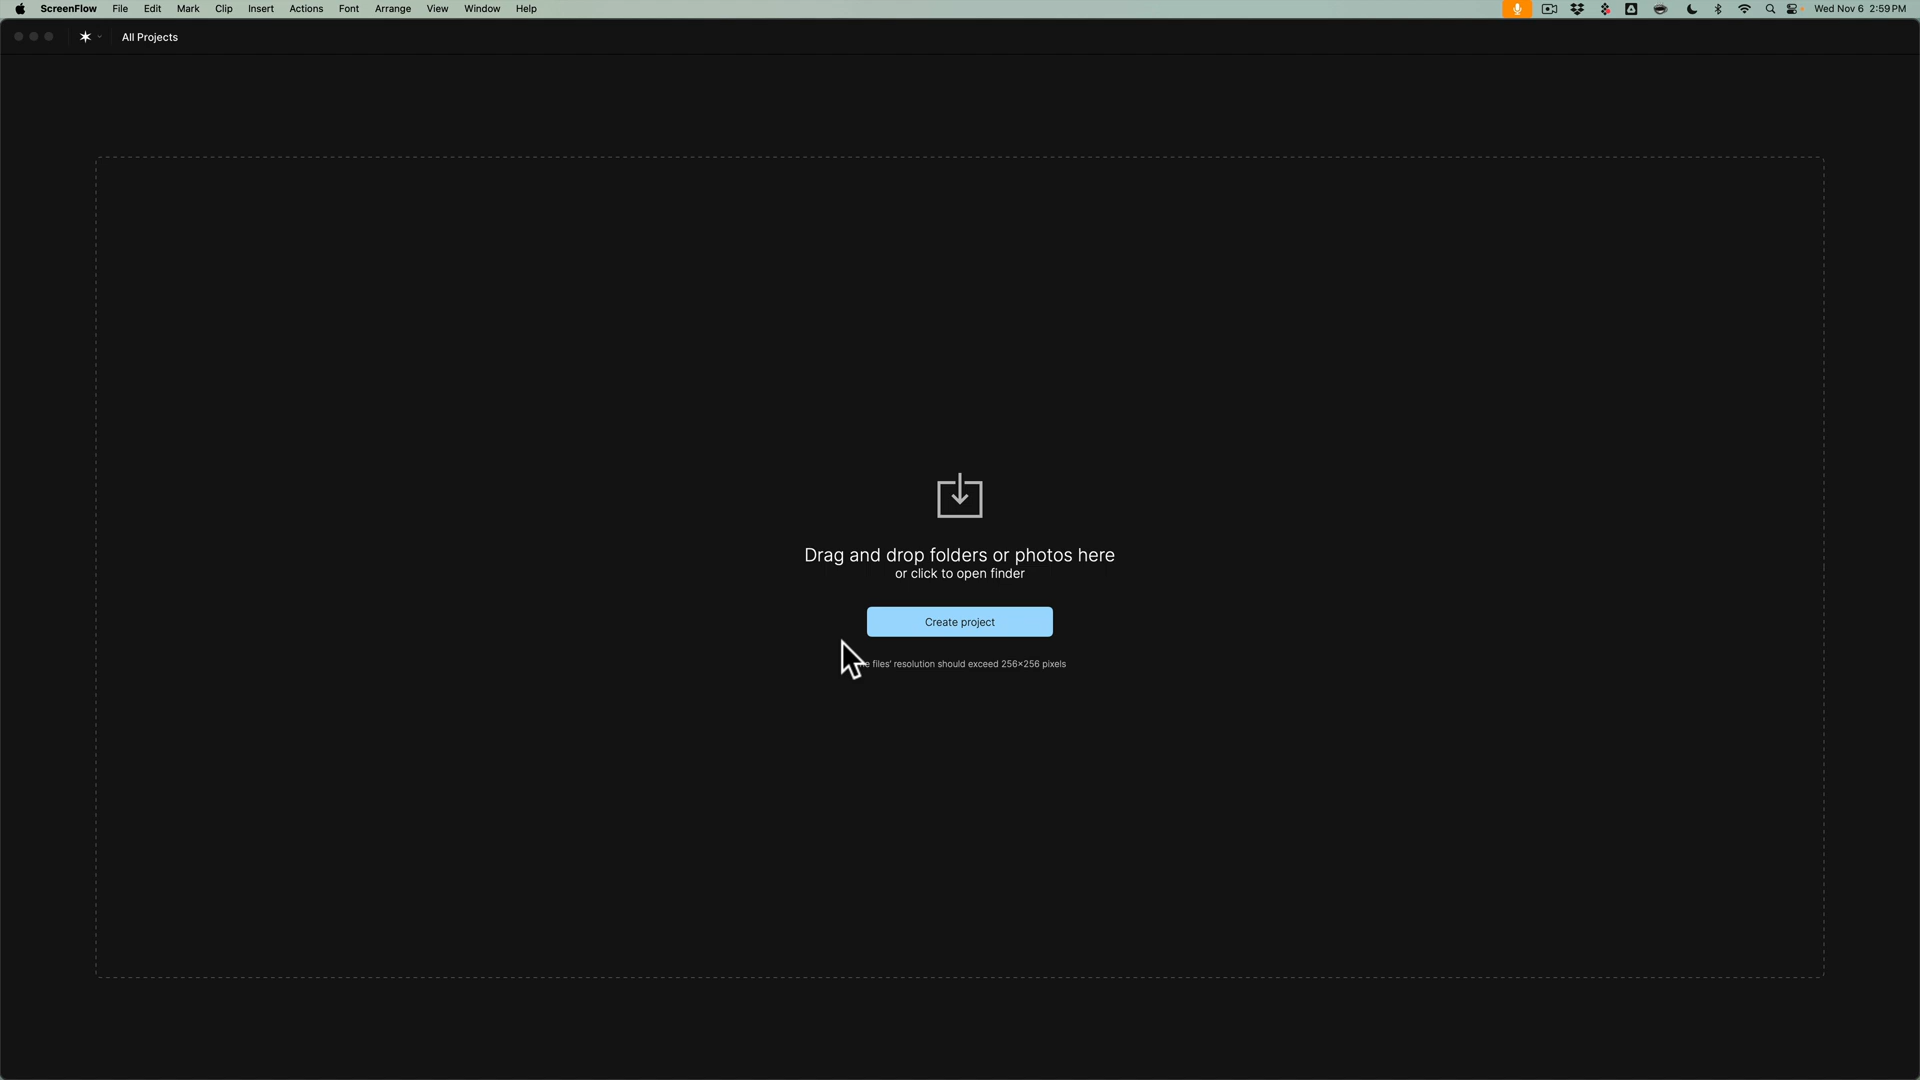 ScreenFlow File Edit Mark Clip Insert Actions Font Arrange View Window Help Wed Nov 6 2:59 PM
All Projects
Drag and drop folders or photos here
or click to open finder
Create project
files' resolution should exceed 256×256 pixels